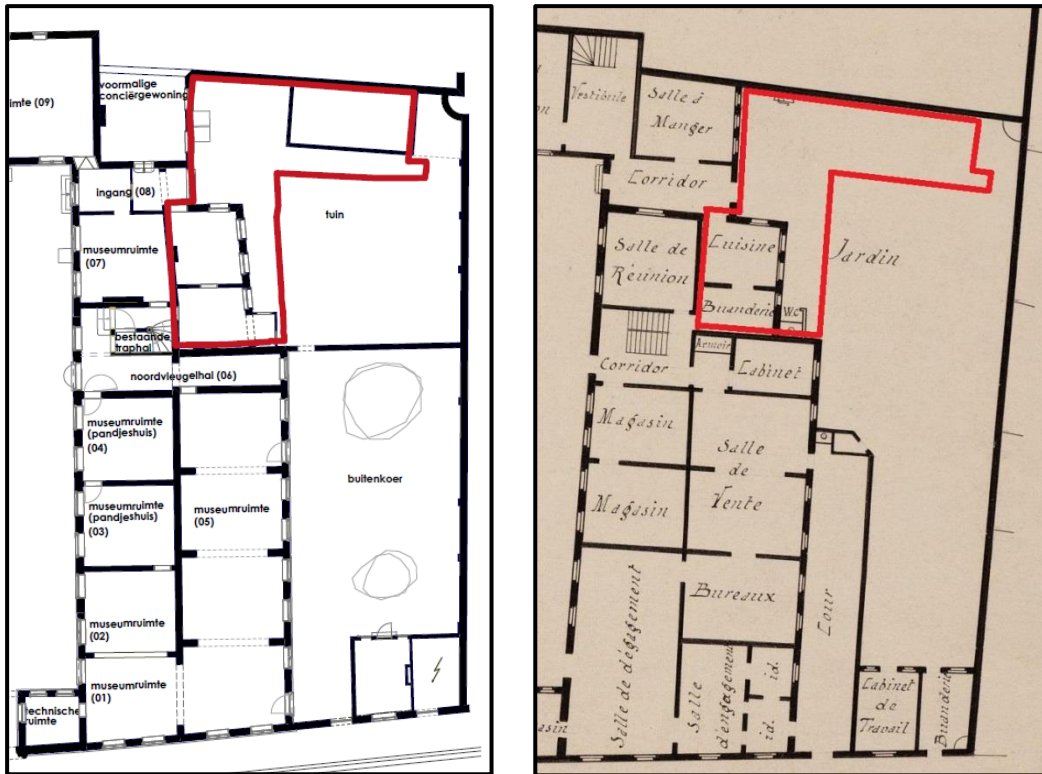 imte (09)
voormalige
conciërgewoning
ingang (08)
museumruimte
(07)
tuin
bestaande
traphal
noordvleugelhal (06)
museumruimte
(pandjeshuis)
(04)
museumruimte
(pandjeshuis)
(03)
museumruimte
(05)
buitenkoer
museumruimte
(02)
museumruimte
(01)
technische
ruimte
Vestibule
Salle à
Manger
Corridor
Salle de
Réunion
Cuisine
Buanderie
W.C
Jardin
Corridor
Cabinet
Magasin
Magasin
Salle
de
Vente
Bureaux
Salle de dégagement
Salle
d'engagement
id.
id.
Cour
Cabinet
de
Travail
Buanderie
asin